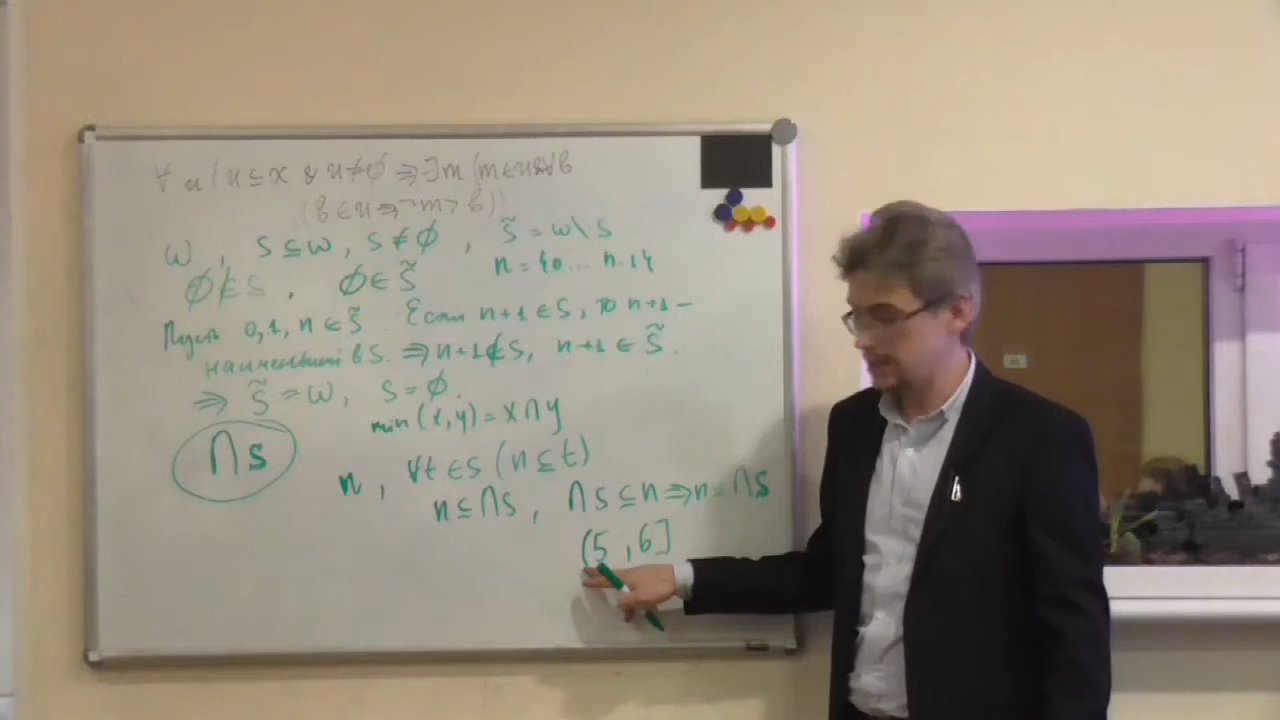 ∀u(u⊆x & u≠∅ ⇒ ∃m(m∈u & ∀b
(b∈u ⇒ ¬m>b))
ω, S⊆ω, S≠∅, S̃=ω\S
∅∉S, ∅∈S̃ n={0...n-1}
Пусть 0,1,n∈S̃ Если n+1∈S, то n+1 –
наименьший в S. ⇒ n+1∉S, n+1∈S̃.
⇒ S̃=ω, S=∅.
min(x,y)=x∩y
∩S
n, ∀t∈S(n⊆t)
n⊆∩S, ∩S⊆n ⇒ n=∩S
(5,6]